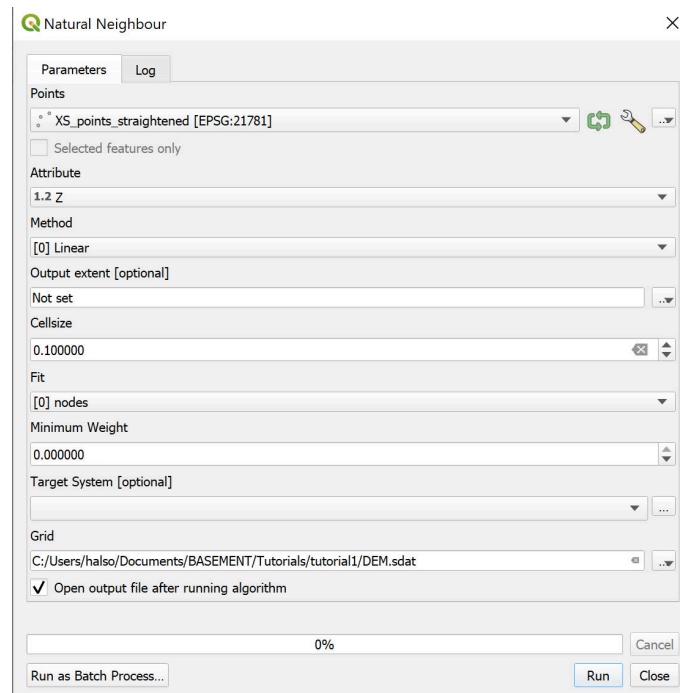 Natural Neighbour
Parameters Log
Points
XS_points_straightened [EPSG:21781]
Selected features only
Attribute
1.2 Z
Method
[0] Linear
Output extent [optional]
Not set
Cellsize
0.100000
Fit
[0] nodes
Minimum Weight
0.000000
Target System [optional]
...
Grid
C:/Users/halso/Documents/BASEMENT/Tutorials/tutorial1/DEM.sdat
Open output file after running algorithm
0% Cancel
Run as Batch Process... Run Close